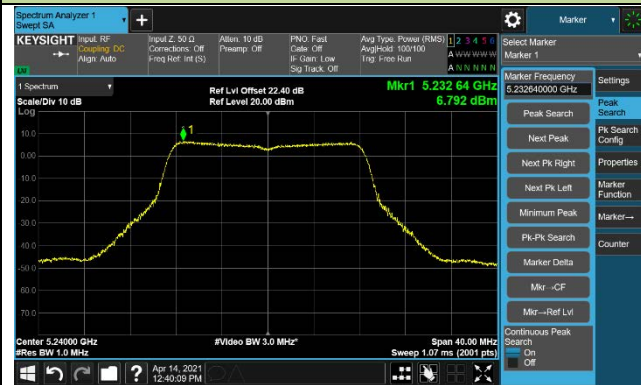 Spectrum Analyzer 1
Swept SA
+
Marker
KEYSIGHT
Input: RF
Coupling: DC
Align: Auto
Input Z: 50 Ω
Corrections: Off
Freq Ref: Int (S)
Atten: 10 dB
Preamp: Off
PNO: Fast
Gate: Off
IF Gain: Low
Sig Track: Off
Avg Type: Power (RMS)
Avg|Hold: 100/100
Trig: Free Run
1 2 3 4 5 6
A W W W W W
A N N N N N
Select Marker
Marker 1
1 Spectrum
Scale/Div 10 dB
Log
Ref Lvl Offset 22.40 dB
Ref Level 20.00 dBm
Mkr1 5.232 64 GHz
6.792 dBm
1
10.0
0.00
-10.0
-20.0
-30.0
-40.0
-50.0
-60.0
-70.0
Center 5.24000 GHz
#Res BW 1.0 MHz
#Video BW 3.0 MHz*
Span 40.00 MHz
Sweep 1.07 ms (2001 pts)
Marker Frequency
5.232640000 GHz
Peak Search
Next Peak
Next Pk Right
Next Pk Left
Minimum Peak
Pk-Pk Search
Marker Delta
Mkr→CF
Mkr→Ref Lvl
Continuous Peak
Search
On
Off
Settings
Peak
Search
Pk Search
Config
Properties
Marker
Function
Marker→
Counter
?
Apr 14, 2021
12:40:09 PM